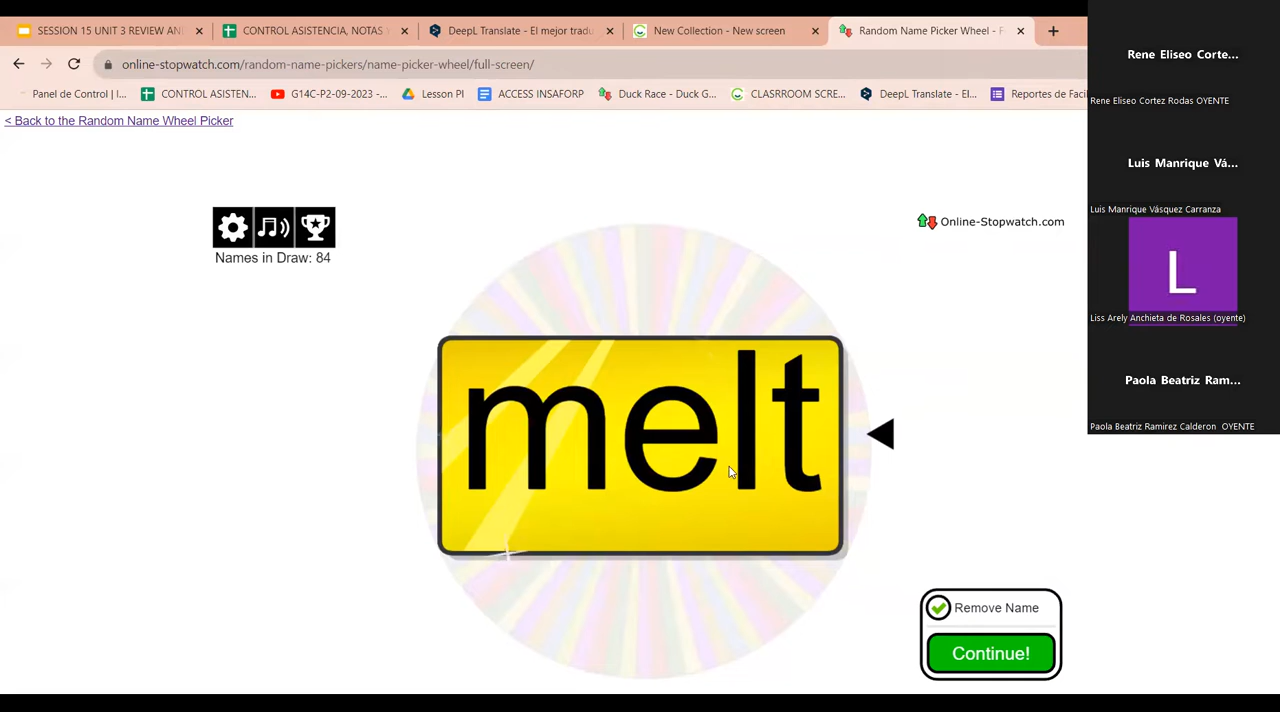 SESSION 15 UNIT 3 REVIEW AN
CONTROL ASISTENCIA, NOTAS
DeepL Translate - El mejor tradu
New Collection - New screen
Random Name Picker Wheel - F
online-stopwatch.com/random-name-pickers/name-picker-wheel/full-screen/
Panel de Control | I...
CONTROL ASISTEN...
G14C-P2-09-2023 -...
Lesson Pl
ACCESS INSAFORP
Duck Race - Duck G...
CLASRROOM SCRE...
DeepL Translate - El...
Reportes de Facil
< Back to the Random Name Wheel Picker
Names in Draw: 84
Online-Stopwatch.com
melt
Remove Name
Continue!
Rene Eliseo Corte...
Rene Eliseo Cortez Rodas OYENTE
Luis Manrique Vá...
Luis Manrique Vásquez Carranza
L
Liss Arely Anchieta de Rosales (oyente)
Paola Beatriz Ram...
Paola Beatriz Ramirez Calderon OYENTE